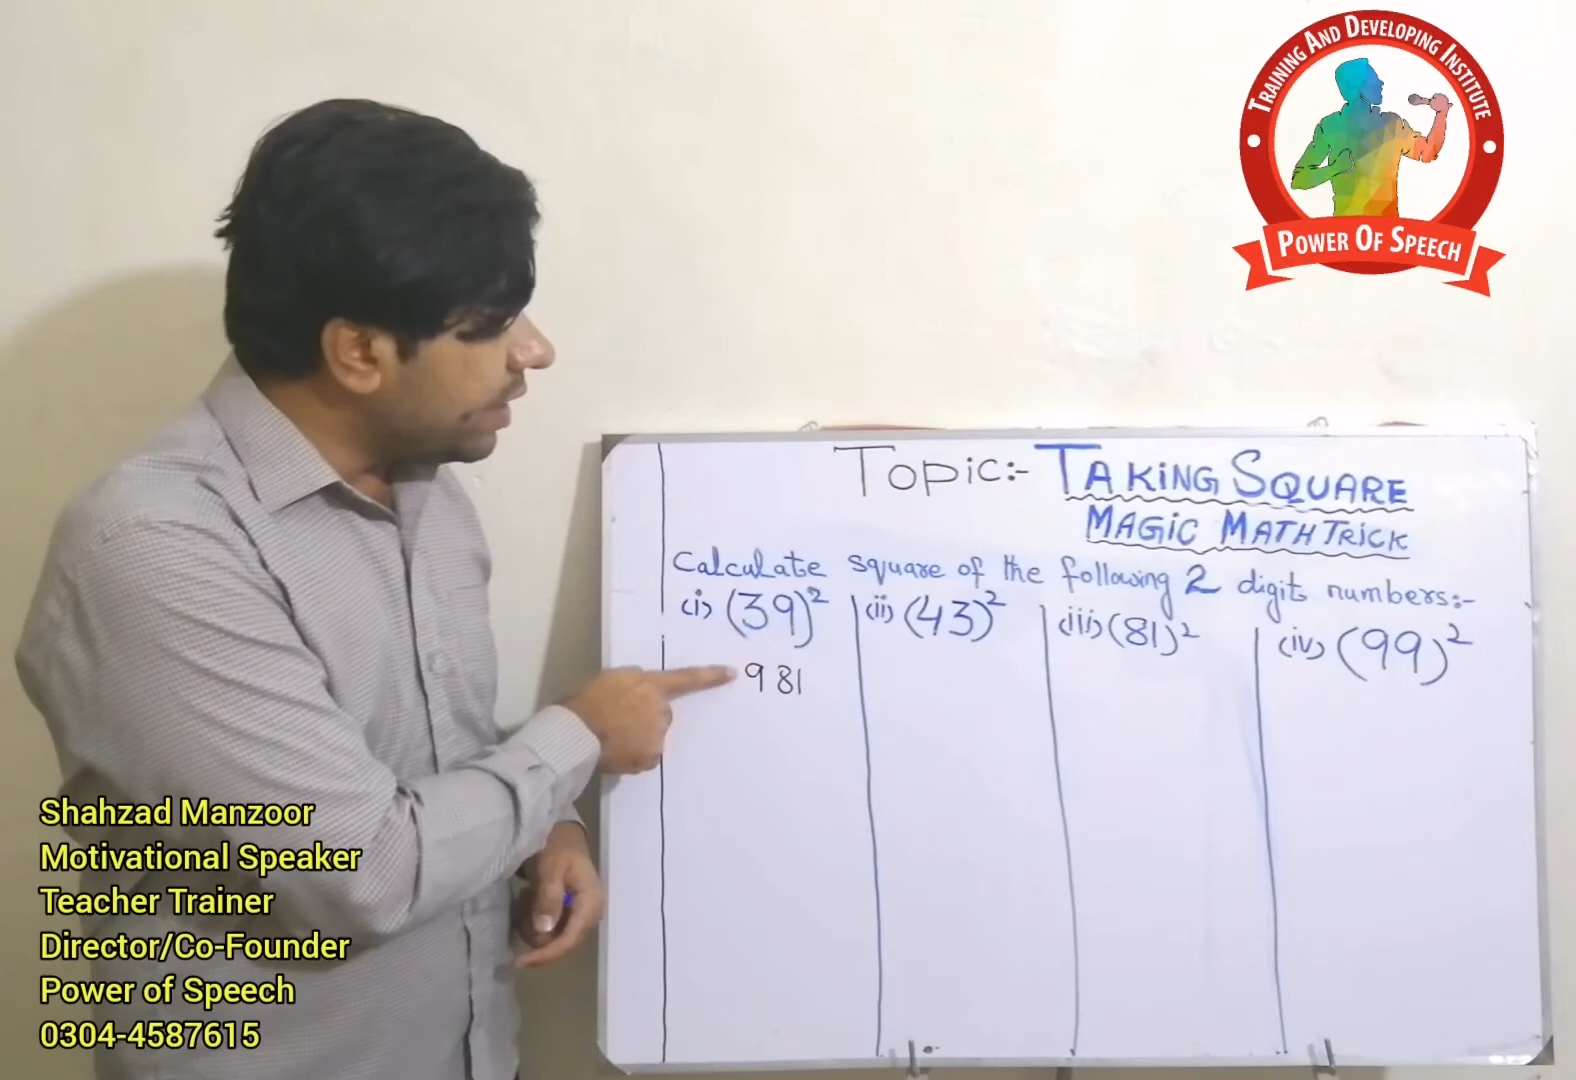 TRAINING AND DEVELOPING INSTITUTE
POWER OF SPEECH
Topic:- TAKING SQUARE
MAGIC MATH TRICK
Calculate square of the following 2 digit numbers:-
(i) (39)² (ii) (43)² (iii) (81)² (iv) (99)²
9 81
Shahzad Manzoor
Motivational Speaker
Teacher Trainer
Director/Co-Founder
Power of Speech
0304-4587615